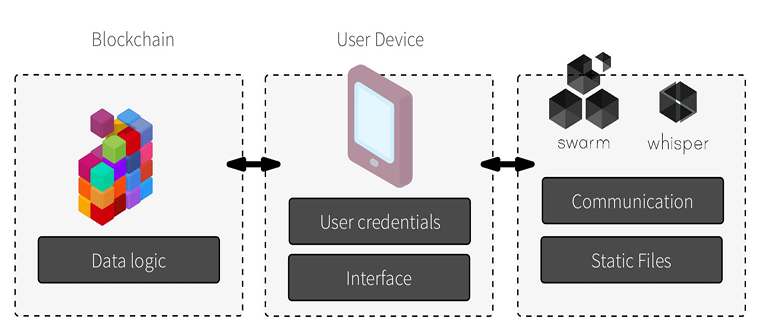 Blockchain
User Device
swarm
whisper
Data logic
User credentials
Interface
Communication
Static Files